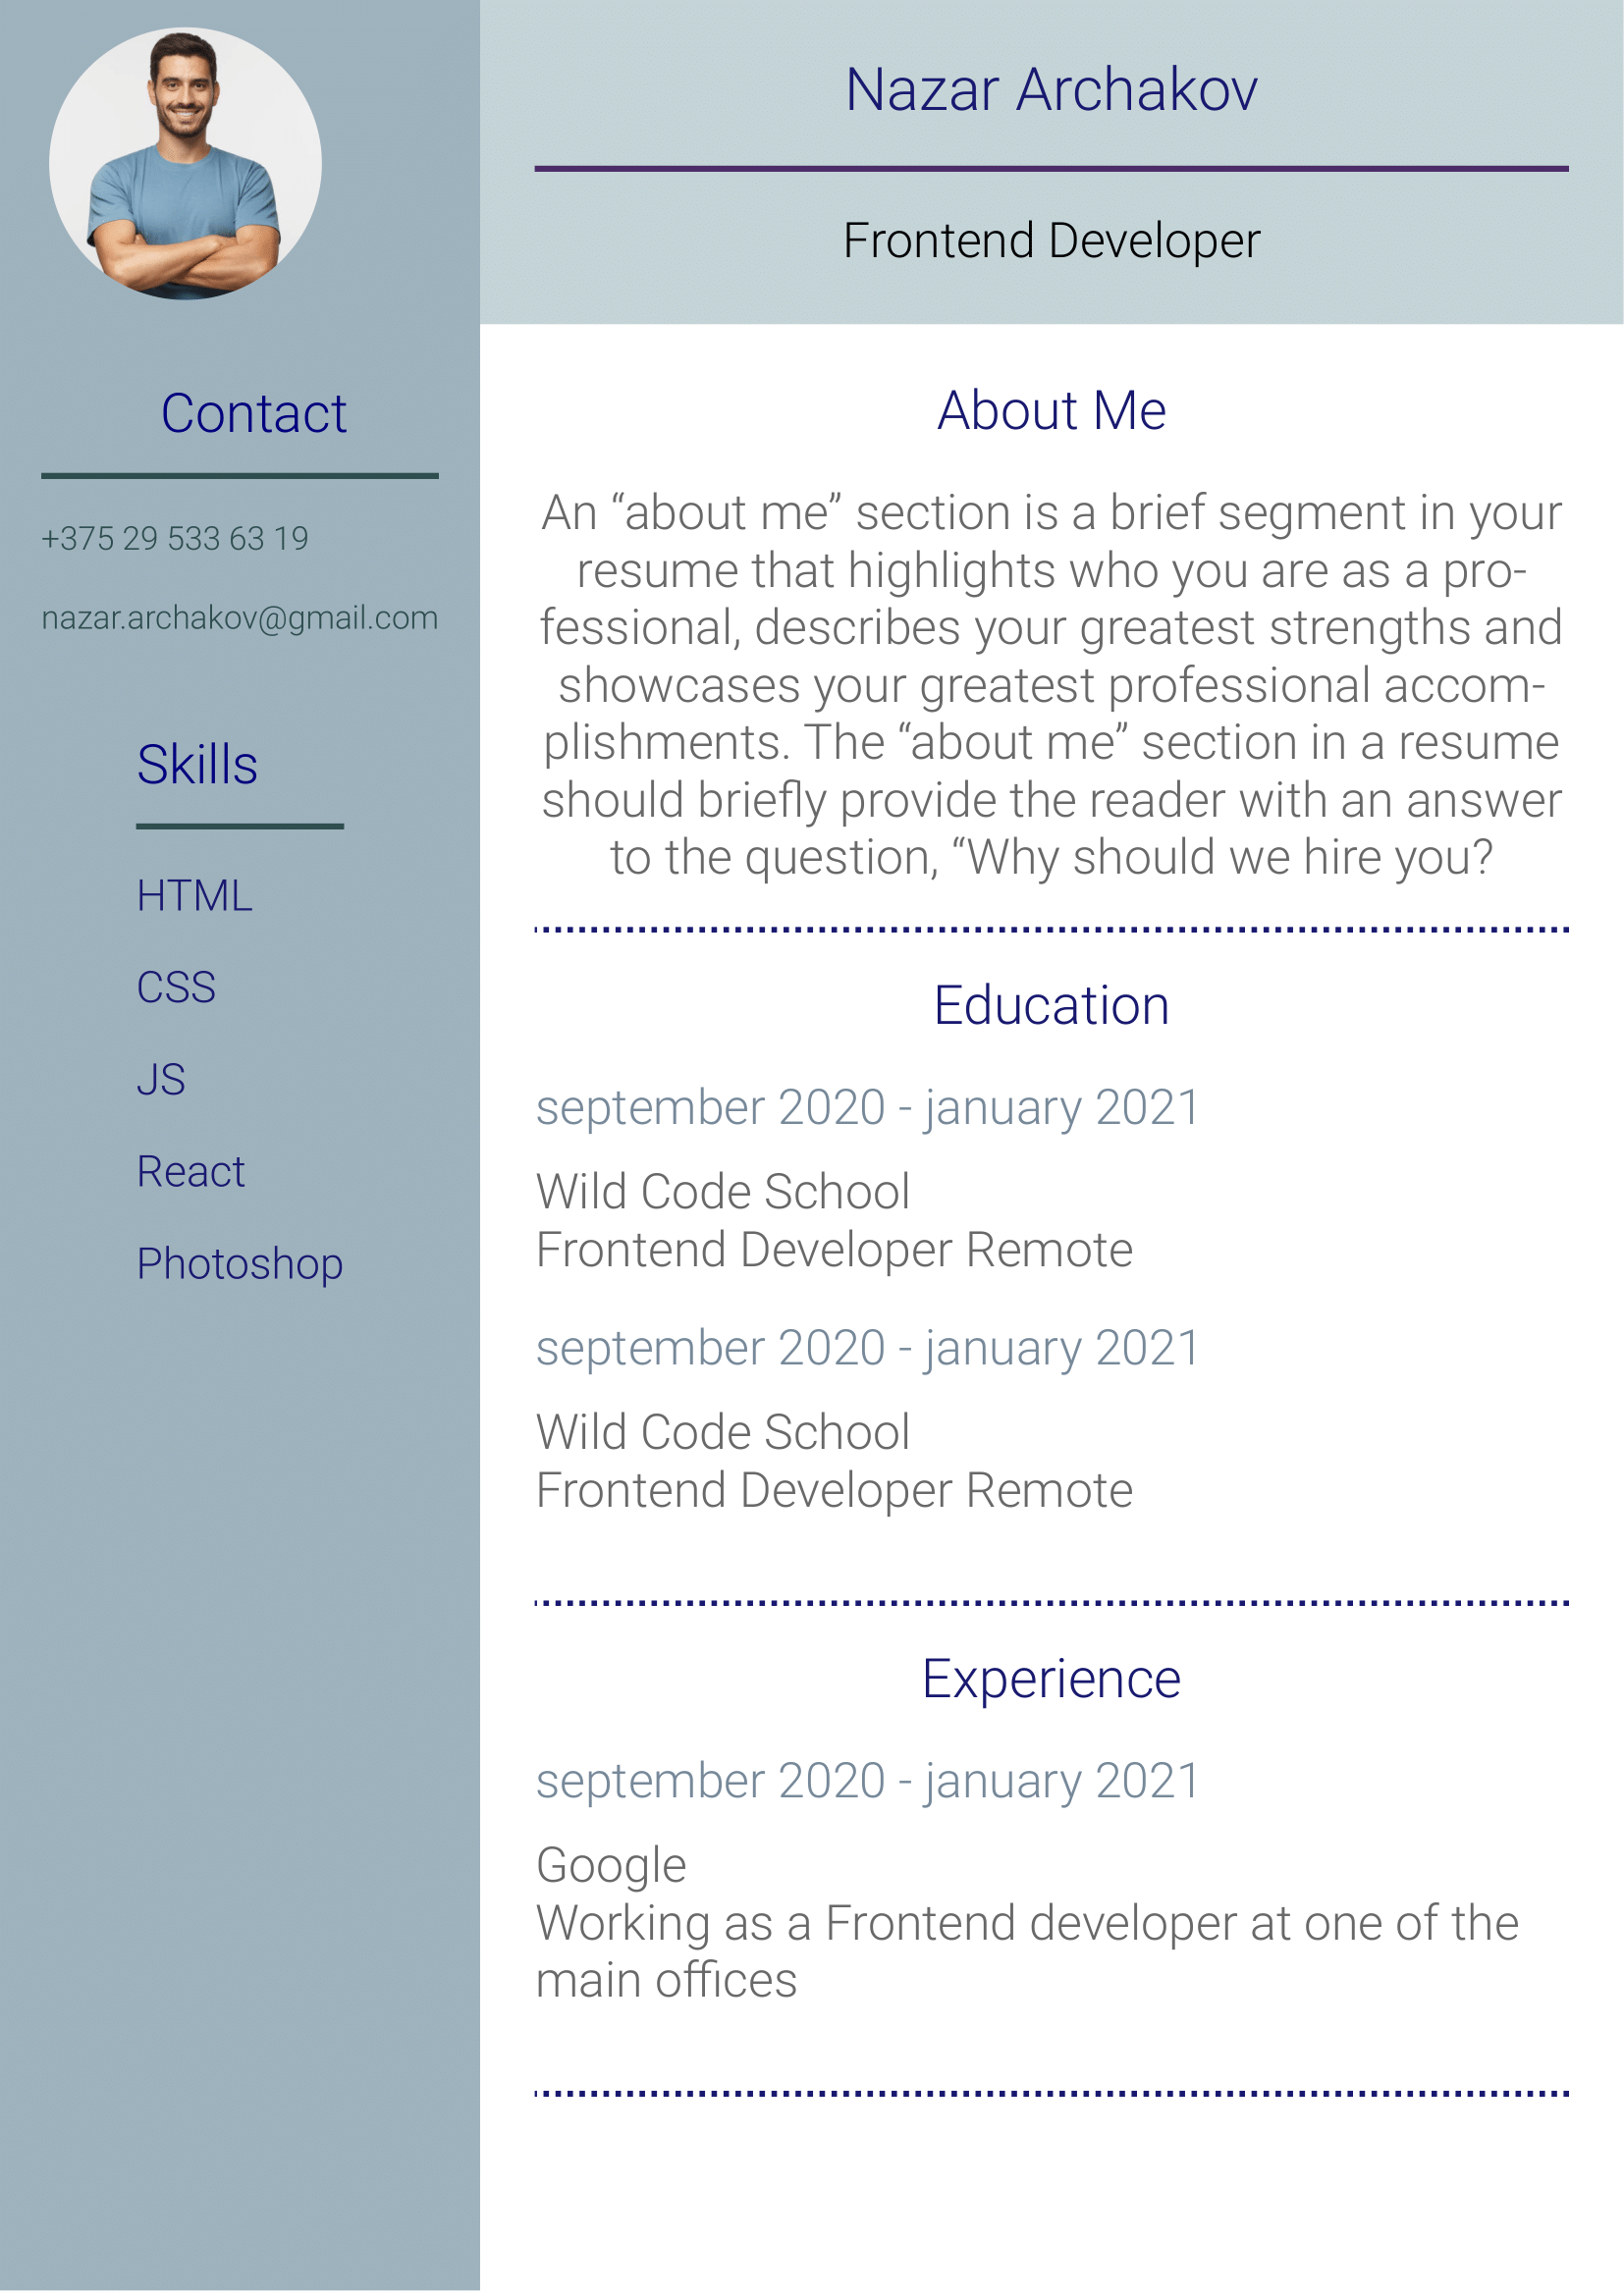 Nazar Archakov
Frontend Developer
Contact
+375 29 533 63 19
nazar.archakov@gmail.com
Skills
HTML
CSS
JS
React
Photoshop
About Me
An “about me” section is a brief segment in your
resume that highlights who you are as a pro-
fessional, describes your greatest strengths and
showcases your greatest professional accom-
plishments. The “about me” section in a resume
should briefly provide the reader with an answer
to the question, “Why should we hire you?
Education
september 2020 - january 2021
Wild Code School
Frontend Developer Remote
september 2020 - january 2021
Wild Code School
Frontend Developer Remote
Experience
september 2020 - january 2021
Google
Working as a Frontend developer at one of the
main offices